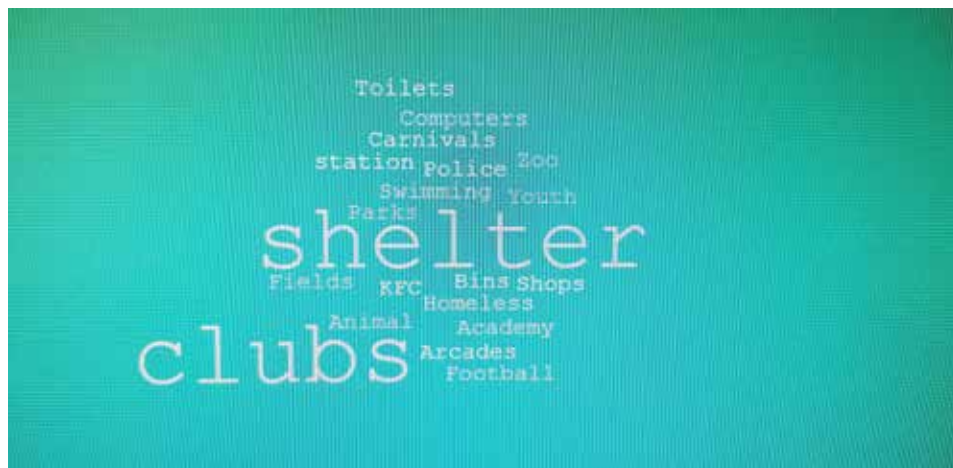 Toilets
Computers
Carnivals
station Police Zoo
Swimming Youth
Parks
shelter
Fields KFC Bins Shops
Homeless
Animal Academy
clubs Arcades
Football